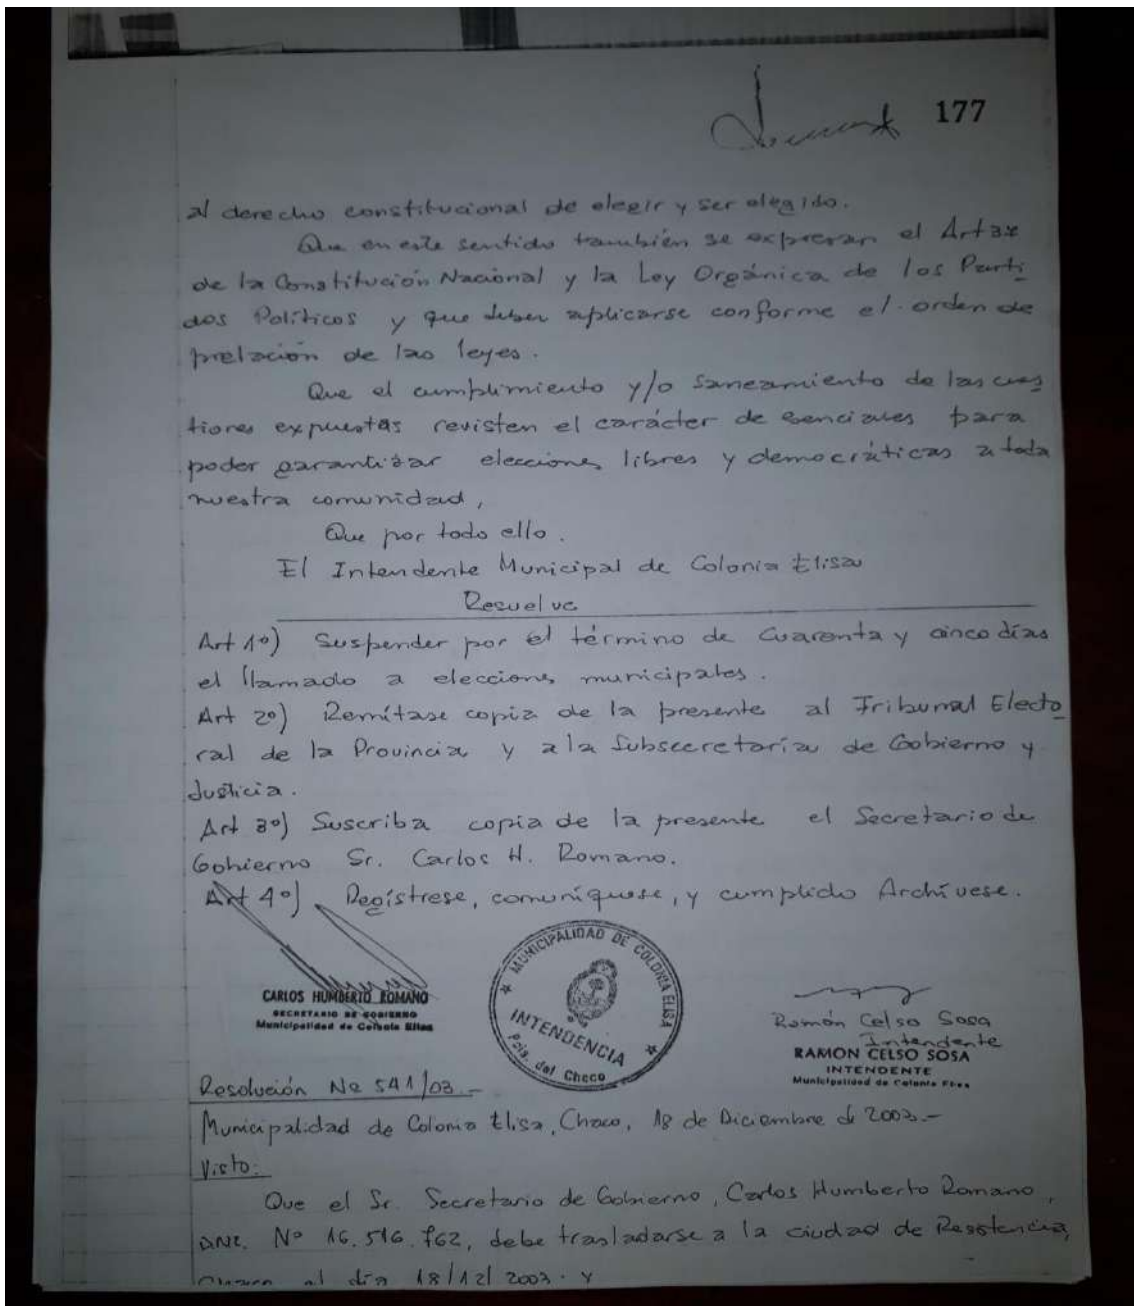 177
al derecho constitucional de elegir y ser elegido.
Que en este sentido también se expresan el Art
de la Constitución Nacional y la Ley Orgánica de los Parti
dos Políticos y que deben aplicarse conforme el orden de
prelación de las leyes.
Que el cumplimiento y/o saneamiento de las cues
tiones expuestas revisten el carácter de esenciales para
poder garantizar elecciones libres y democráticas a toda
nuestra comunidad,
Que por todo ello.
El Intendente Municipal de Colonia Elisa
Resuelve
Art 1º) Suspender por el término de Cuarenta y cinco días
el llamado a elecciones municipales.
Art 2º) Remítase copia de la presente al Tribunal Electo
ral de la Provincia y a la Subsecretaría de Gobierno y
Justicia.
Art 3º) Suscriba copia de la presente el Secretario de
Gobierno Sr. Carlos H. Romano.
Art 4º) Regístrese, comuníquese, y cumplido Archívese.
CARLOS HUMBERTO ROMANO
SECRETARIO DE GOBIERNO
Municipalidad de Colonia Elisa
MUNICIPALIDAD DE COLONIA ELISA
INTENDENCIA
Pcia. del Chaco
Ramón Celso Sosa
Intendente
RAMON CELSO SOSA
INTENDENTE
Municipalidad de Colonia Elisa
Resolución Nº 541/03.-
Municipalidad de Colonia Elisa, Chaco, 18 de Diciembre de 2003.-
Visto:
Que el Sr. Secretario de Gobierno, Carlos Humberto Romano,
DNI. Nº 16.516.762, debe trasladarse a la ciudad de Resistencia,
Chaco el día 18/12/2003. y